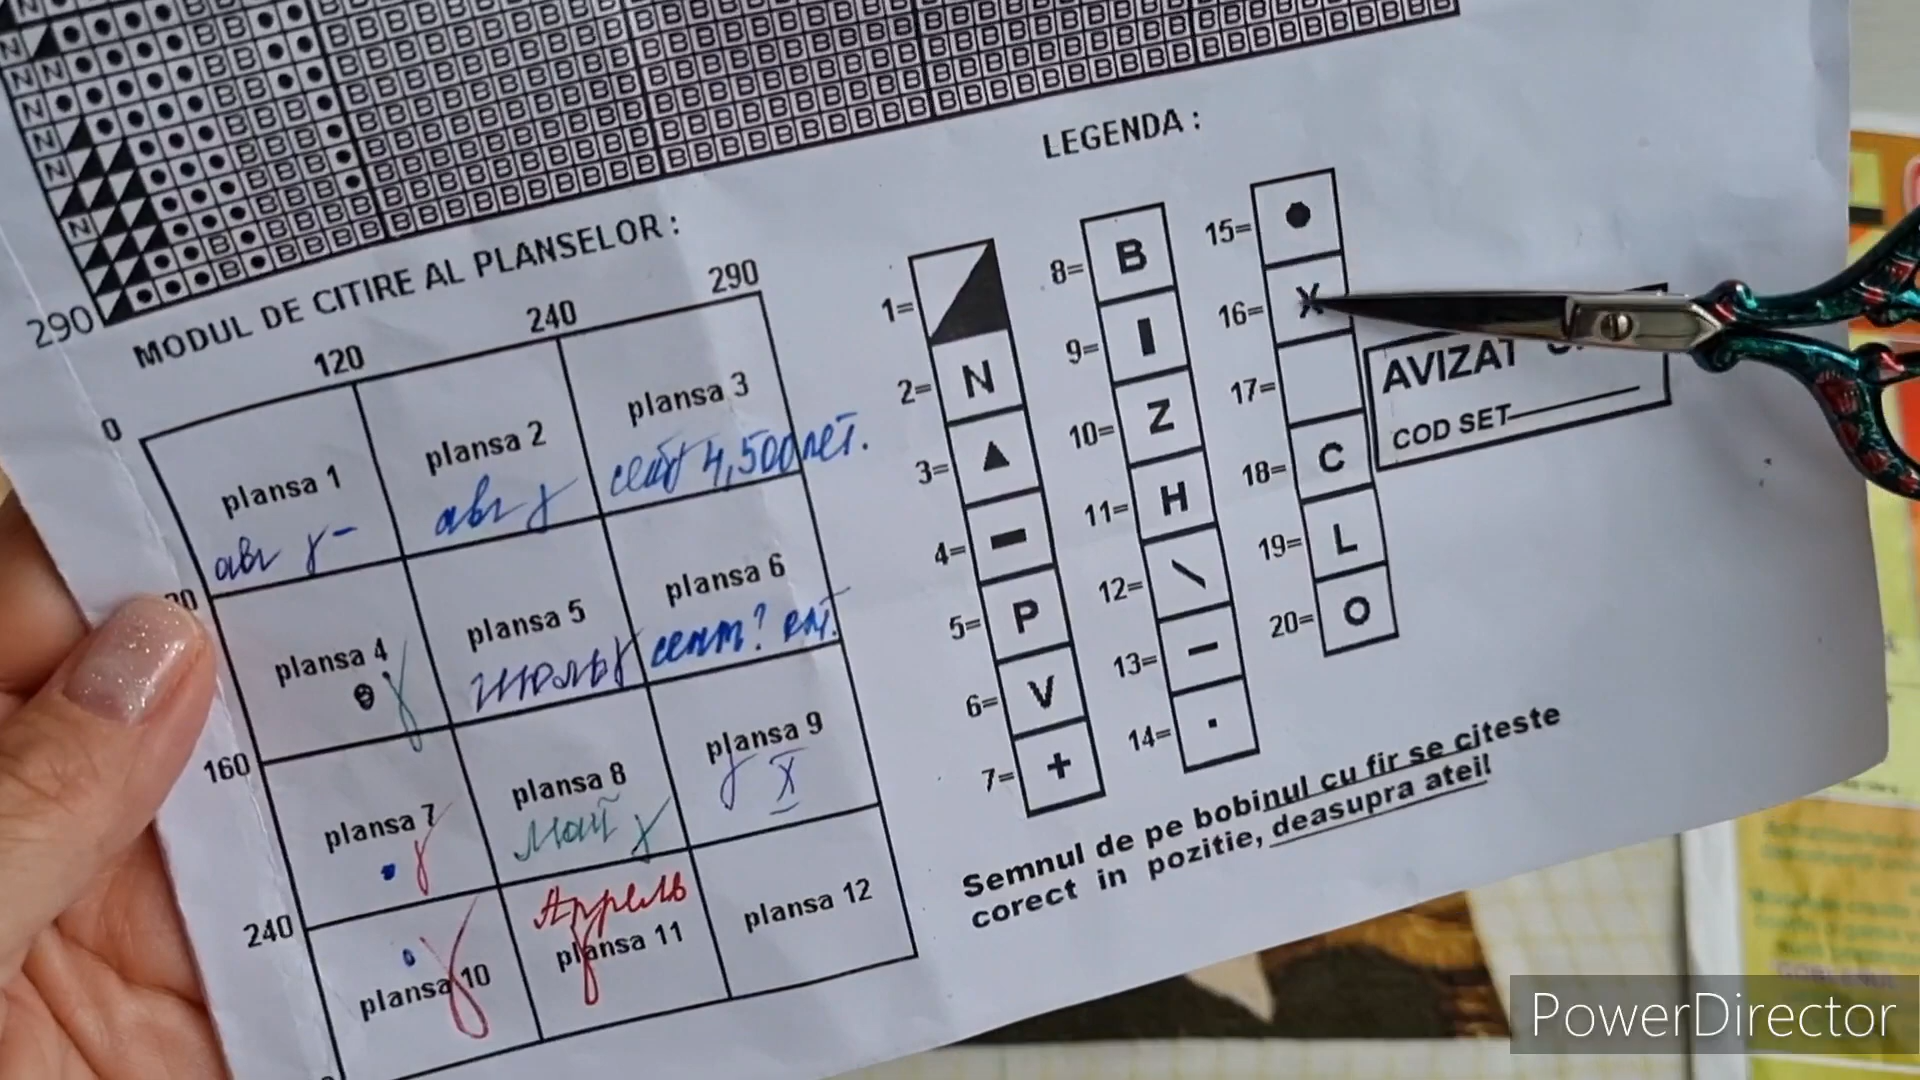 LEGENDA :
290
MODUL DE CITIRE AL PLANSELOR :
0
120
240
290
plansa 1
plansa 2
plansa 3
авг
авг
4,500
160
240
plansa 4
plansa 5
plansa 6
июль
сент?
plansa 7
plansa 8
plansa 9
май
X
plansa 10
Апрель
plansa 11
plansa 12
1=
2= N
3= ▲
4=
5= P
6= V
7= +
8= B
9=
10= Z
11= H
12= \
13= –
14= ·
15= ●
16= X
17=
18= C
19= L
20= O
AVIZAT
COD SET
Semnul de pe bobinul cu fir se citeste
corect in pozitie, deasupra atei!
PowerDirector